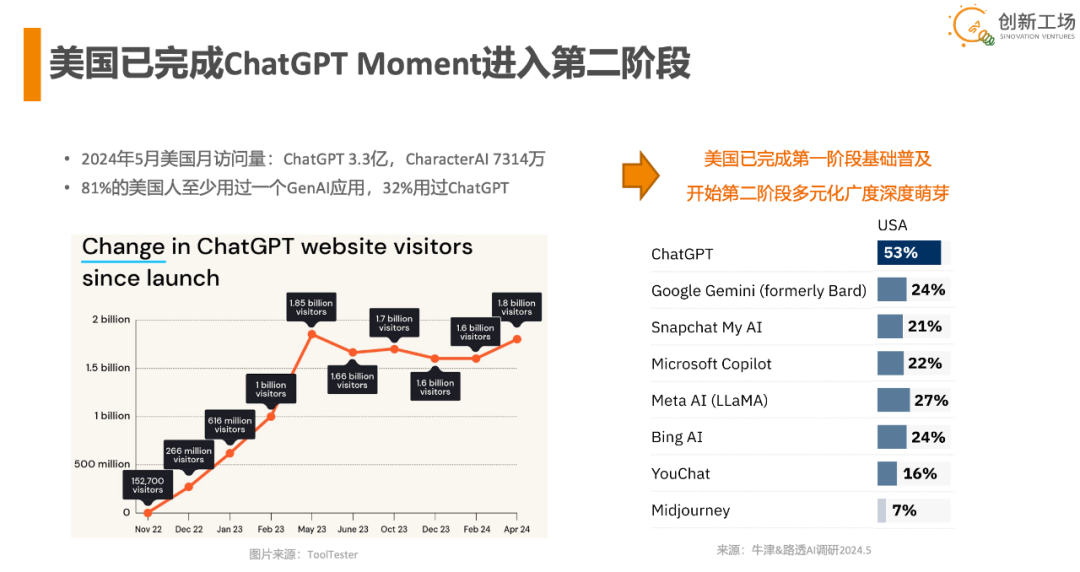 创新工场
SINOVATION VENTURES
美国已完成ChatGPT Moment进入第二阶段
• 2024年5月美国月访问量：ChatGPT 3.3亿，CharacterAI 7314万
• 81%的美国人至少用过一个GenAI应用，32%用过ChatGPT
美国已完成第一阶段基础普及
开始第二阶段多元化广度深度萌芽
Change in ChatGPT website visitors
since launch
2 billion
1.5 billion
1 billion
500 million
0
152,700
visitors
266 million
visitors
616 million
visitors
1 billion
visitors
1.85 billion
visitors
1.66 billion
visitors
1.7 billion
visitors
1.6 billion
visitors
1.6 billion
visitors
1.8 billion
visitors
Nov 22 Dec 22 Jan 23 Feb 23 May 23 June 23 Oct 23 Dec 23 Feb 24 Apr 24
图片来源：ToolTester
USA
ChatGPT 53%
Google Gemini (formerly Bard) 24%
Snapchat My AI 21%
Microsoft Copilot 22%
Meta AI (LLaMA) 27%
Bing AI 24%
YouChat 16%
Midjourney 7%
来源：牛津&路透AI调研2024.5